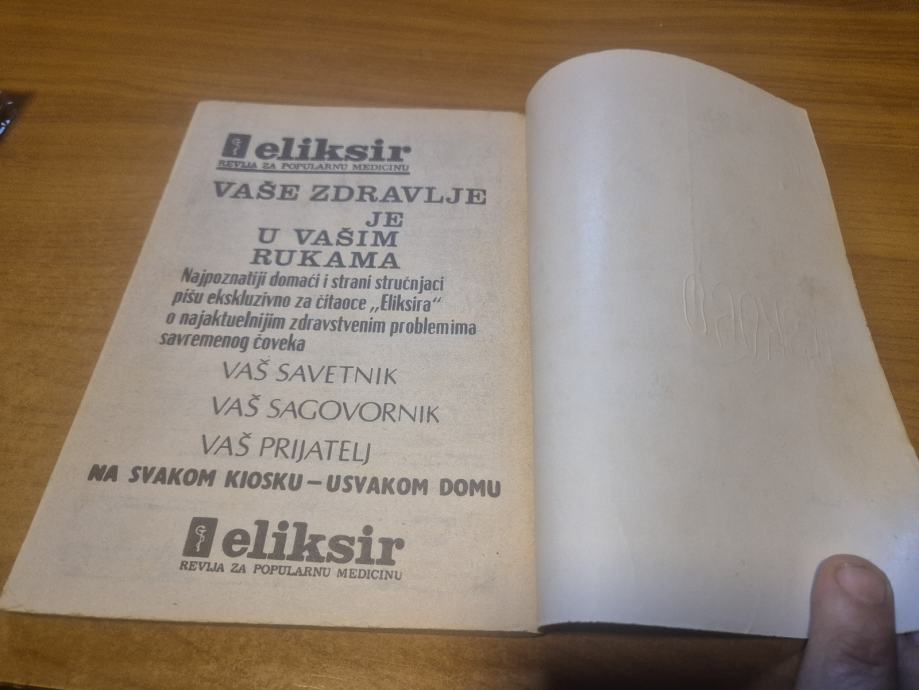 eliksir
REVIJA ZA POPULARNU MEDICINU
VAŠE ZDRAVLJE
JE
U VAŠIM
RUKAMA
Najpoznatiji domaći i strani stručnjaci
pišu ekskluzivno za čitaoce „Eliksira“
o najaktuelnijim zdravstvenim problemima
savremenog čoveka
VAŠ SAVETNIK
VAŠ SAGOVORNIK
VAŠ PRIJATELJ
NA SVAKOM KIOSKU – USVAKOM DOMU
eliksir
REVIJA ZA POPULARNU MEDICINU